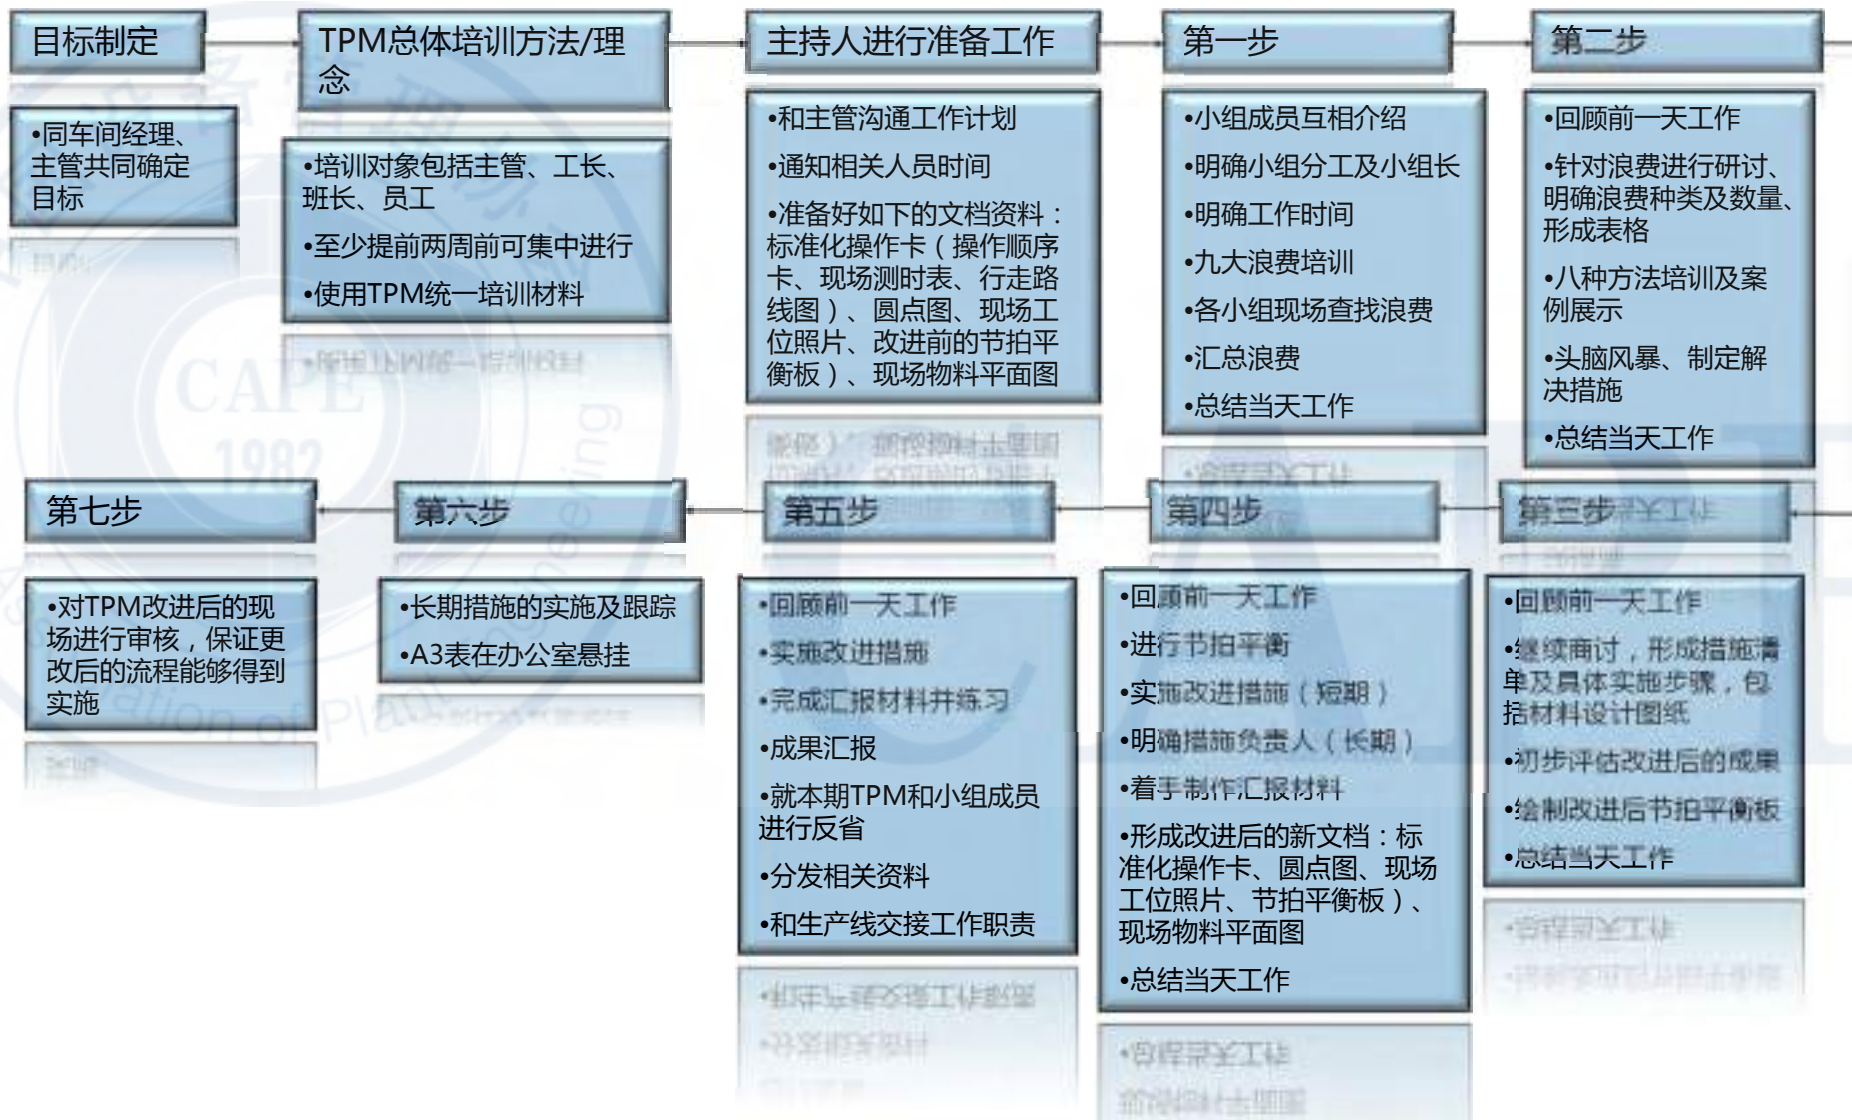 目标制定
•同车间经理、
主管共同确定
目标
TPM总体培训方法/理
念
•培训对象包括主管、工长、
班长、员工
•至少提前两周前可集中进行
•使用TPM统一培训材料
主持人进行准备工作
•和主管沟通工作计划
•通知相关人员时间
•准备好如下的文档资料：
标准化操作卡（操作顺序
卡、现场测时表、行走路
线图）、圆点图、现场工
位照片、改进前的节拍平
衡板）、现场物料平面图
第一步
•小组成员互相介绍
•明确小组分工及小组长
•明确工作时间
•九大浪费培训
•各小组现场查找浪费
•汇总浪费
•总结当天工作
第二步
•回顾前一天工作
•针对浪费进行研讨、
明确浪费种类及数量、
形成表格
•八种方法培训及案
例展示
•头脑风暴、制定解
决措施
•总结当天工作
第三步
•回顾前一天工作
•继续商讨，形成措施清
单及具体实施步骤，包
括材料设计图纸
•初步评估改进后的成果
•绘制改进后节拍平衡板
•总结当天工作
第四步
•回顾前一天工作
•进行节拍平衡
•实施改进措施（短期）
•明确措施负责人（长期）
•着手制作汇报材料
•形成改进后的新文档：标
准化操作卡、圆点图、现场
工位照片、节拍平衡板）、
现场物料平面图
•总结当天工作
第五步
•回顾前一天工作
•实施改进措施
•完成汇报材料并练习
•成果汇报
•就本期TPM和小组成员
进行反省
•分发相关资料
•和生产线交接工作职责
第六步
•长期措施的实施及跟踪
•A3表在办公室悬挂
第七步
•对TPM改进后的现
场进行审核，保证更
改后的流程能够得到
实施
CAPE
1982